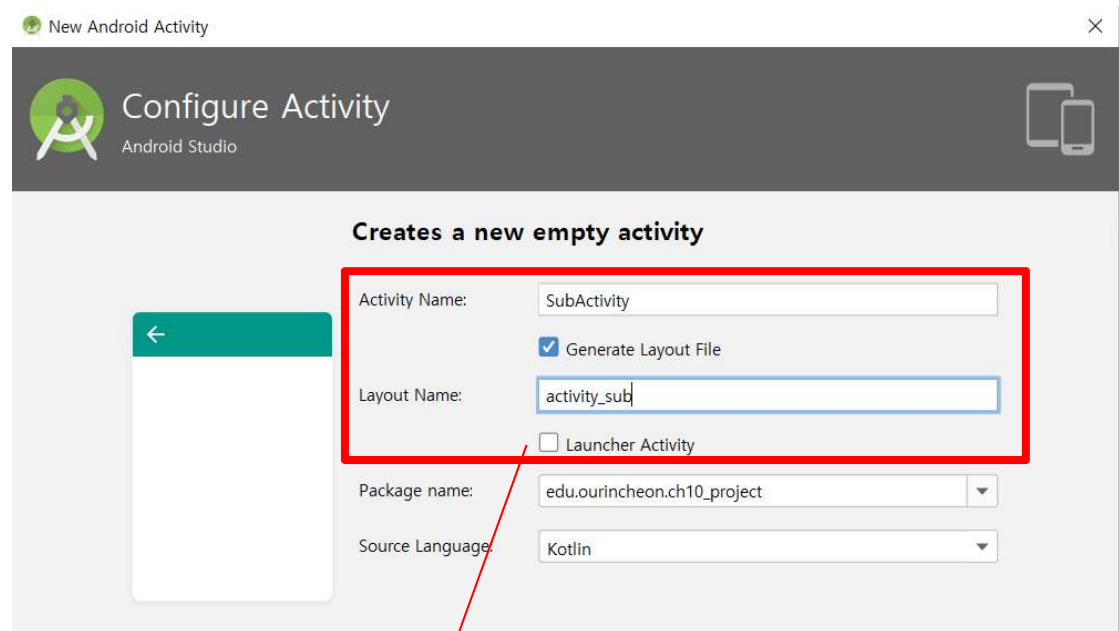 New Android Activity
Configure Activity
Android Studio
Creates a new empty activity
Activity Name: SubActivity
Generate Layout File
Layout Name: activity_sub
Launcher Activity
Package name: edu.ourincheon.ch10_project
Source Language: Kotlin